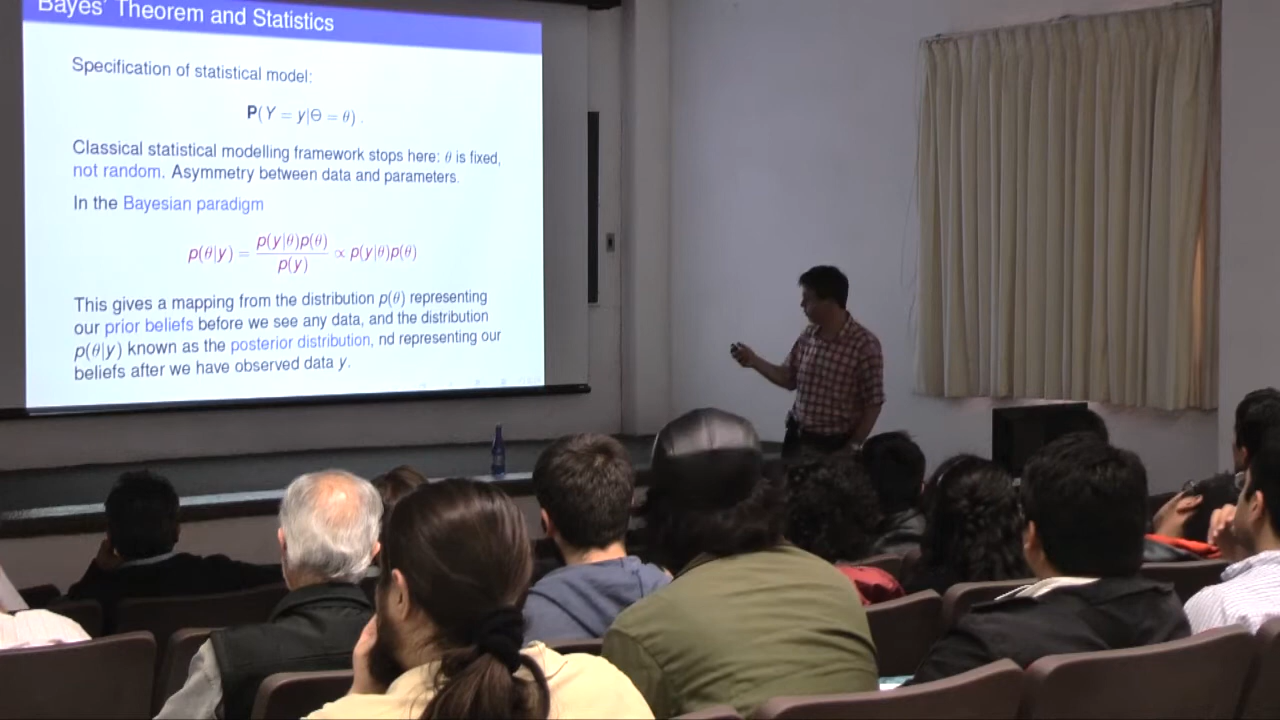 Bayes' Theorem and Statistics
Specification of statistical model:
P(Y = y|Θ = θ) .
Classical statistical modelling framework stops here: θ is fixed,
not random. Asymmetry between data and parameters.
In the Bayesian paradigm
p(θ|y) = p(y|θ)p(θ) / p(y) ∝ p(y|θ)p(θ)
This gives a mapping from the distribution p(θ) representing
our prior beliefs before we see any data, and the distribution
p(θ|y) known as the posterior distribution, nd representing our
beliefs after we have observed data y.